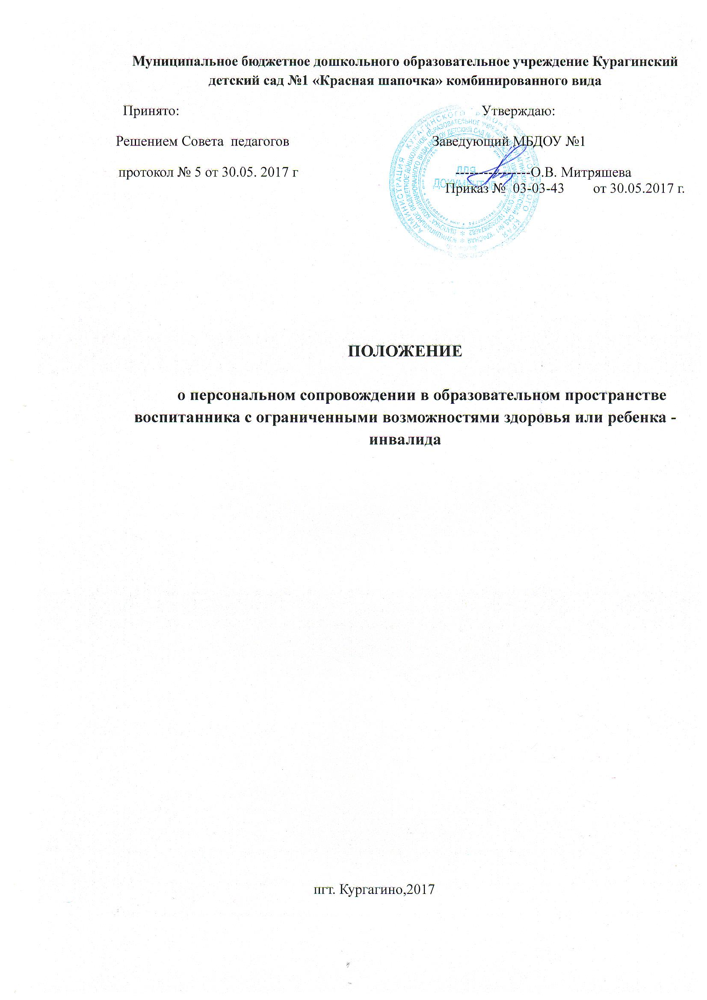 Муниципальное бюджетное дошкольного образовательное учреждение Курагинский
детский сад №1 «Красная шапочка» комбинированного вида
Принято: Утверждаю:
Решением Совета педагогов Заведующий МБДОУ №1
протокол № 5 от 30.05. 2017 г ------------------О.В. Митряшева
Приказ № 03-03-43 от 30.05.2017 г.
ДЛЯ
ДОКУМЕНТОВ
ПОЛОЖЕНИЕ
о персональном сопровождении в образовательном пространстве
воспитанника с ограниченными возможностями здоровья или ребенка -
инвалида
пгт. Кургагино,2017